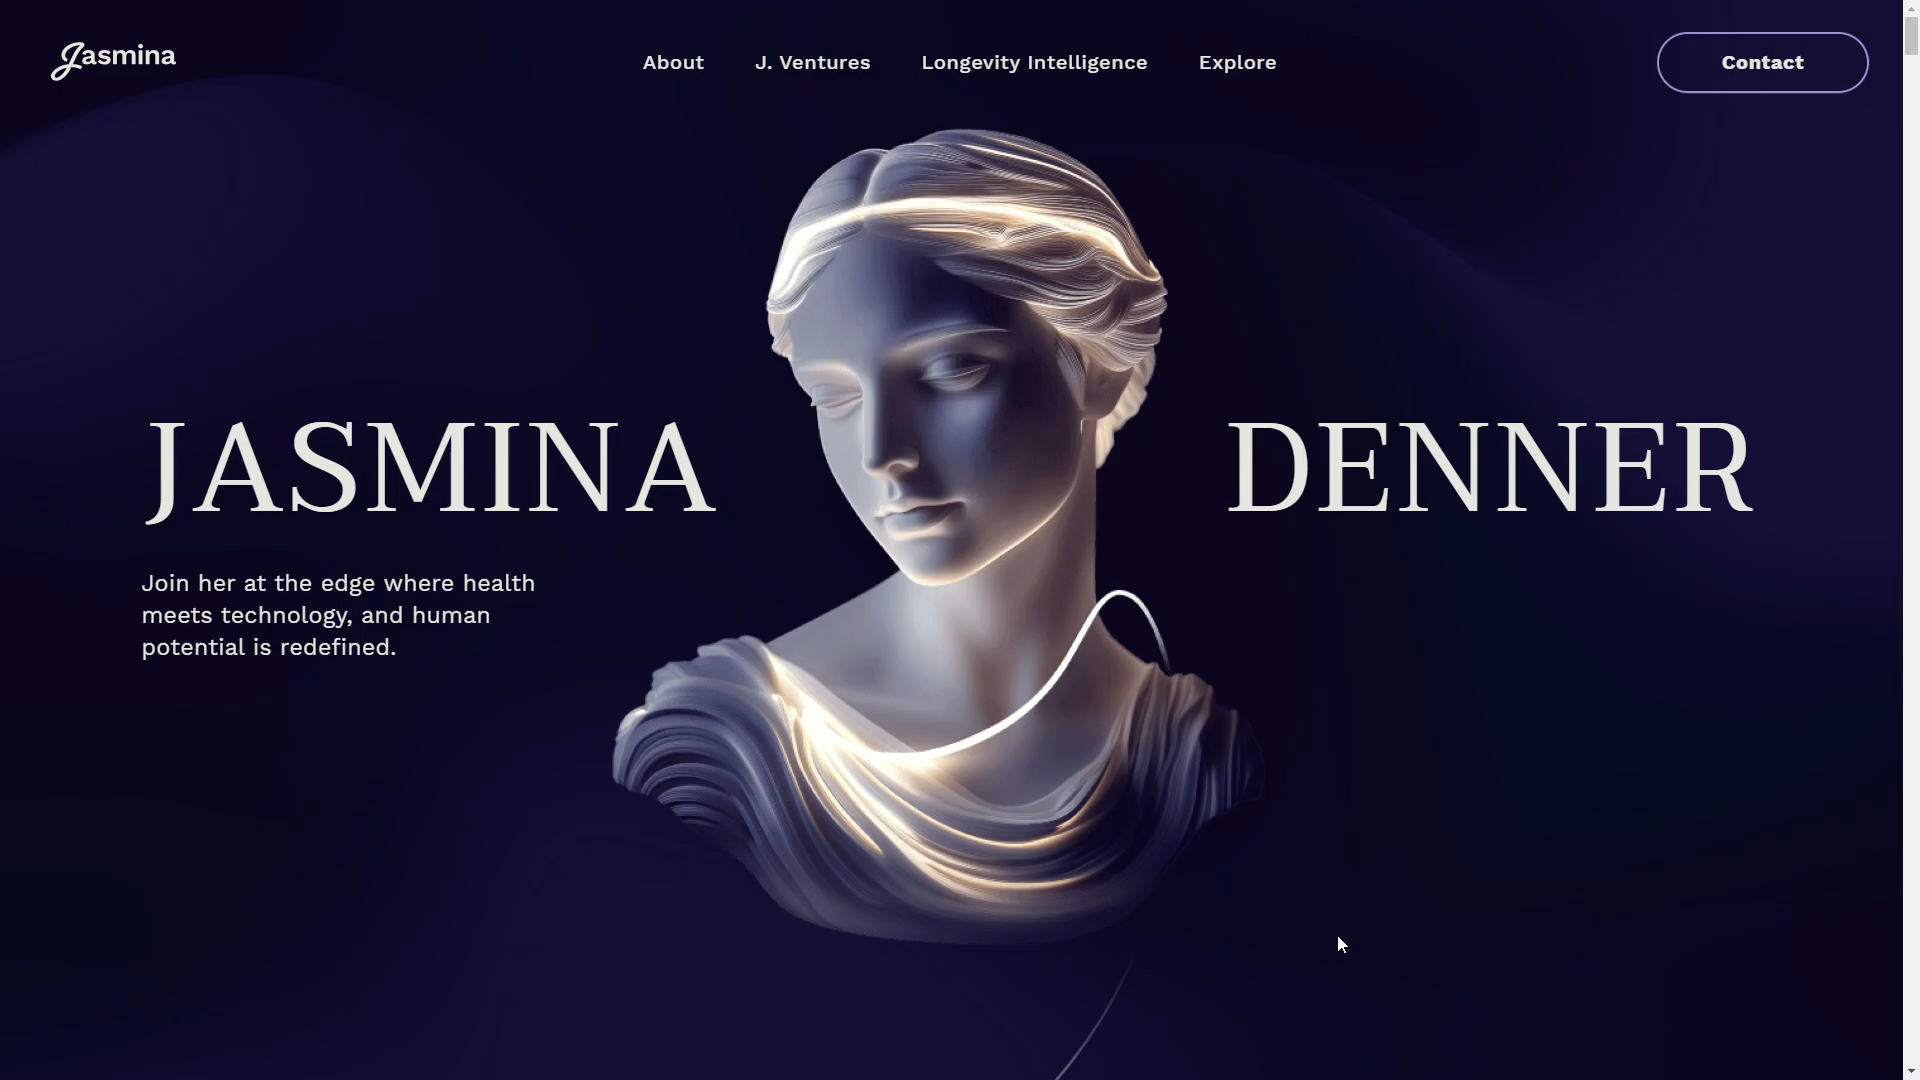 Jasmina
About
J. Ventures
Longevity Intelligence
Explore
Contact
JASMINA
DENNER
Join her at the edge where health
meets technology, and human
potential is redefined.